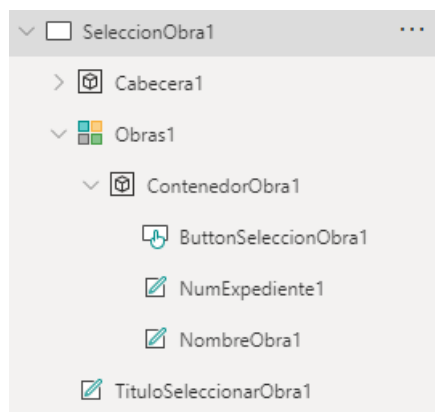 SeleccionObra1
Cabecera1
Obras1
ContenedorObra1
ButtonSeleccionObra1
NumExpediente1
NombreObra1
TituloSeleccionarObra1